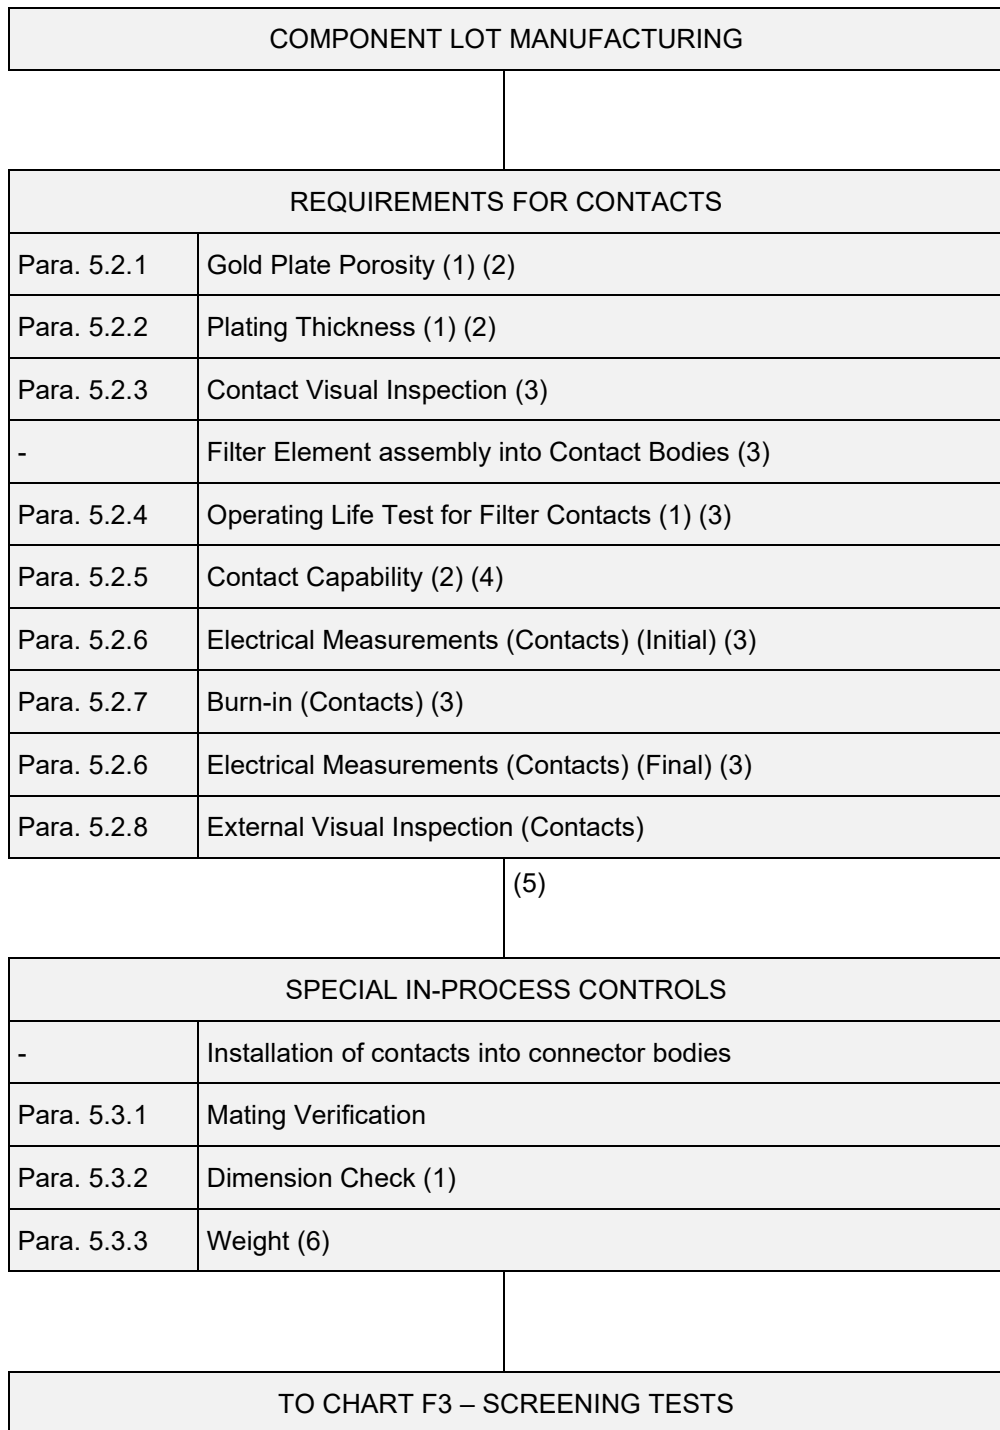 COMPONENT LOT MANUFACTURING
REQUIREMENTS FOR CONTACTS
Para. 5.2.1 Gold Plate Porosity (1) (2)
Para. 5.2.2 Plating Thickness (1) (2)
Para. 5.2.3 Contact Visual Inspection (3)
- Filter Element assembly into Contact Bodies (3)
Para. 5.2.4 Operating Life Test for Filter Contacts (1) (3)
Para. 5.2.5 Contact Capability (2) (4)
Para. 5.2.6 Electrical Measurements (Contacts) (Initial) (3)
Para. 5.2.7 Burn-in (Contacts) (3)
Para. 5.2.6 Electrical Measurements (Contacts) (Final) (3)
Para. 5.2.8 External Visual Inspection (Contacts)
(5)
SPECIAL IN-PROCESS CONTROLS
- Installation of contacts into connector bodies
Para. 5.3.1 Mating Verification
Para. 5.3.2 Dimension Check (1)
Para. 5.3.3 Weight (6)
TO CHART F3 – SCREENING TESTS